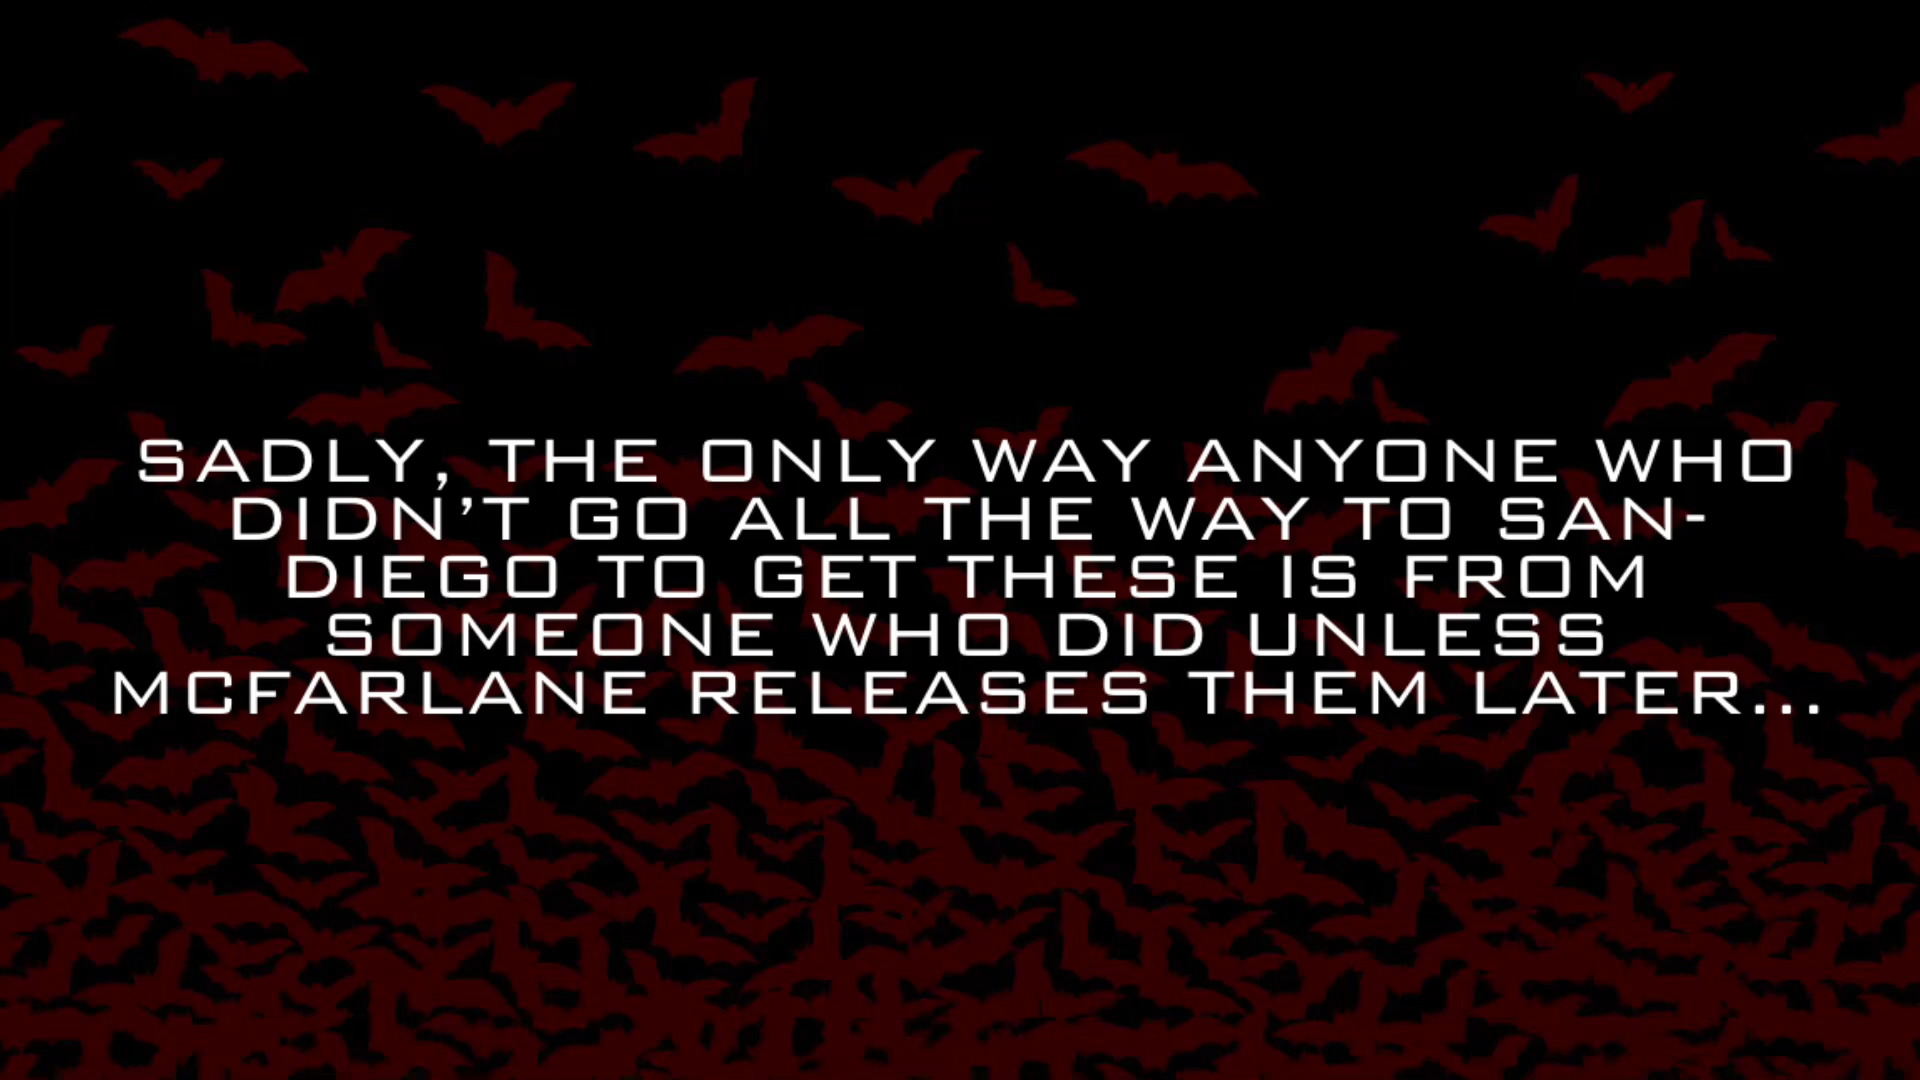 SADLY, THE ONLY WAY ANYONE WHO
DIDN'T GO ALL THE WAY TO SAN-
DIEGO TO GET THESE IS FROM
SOMEONE WHO DID UNLESS
MCFARLANE RELEASES THEM LATER...